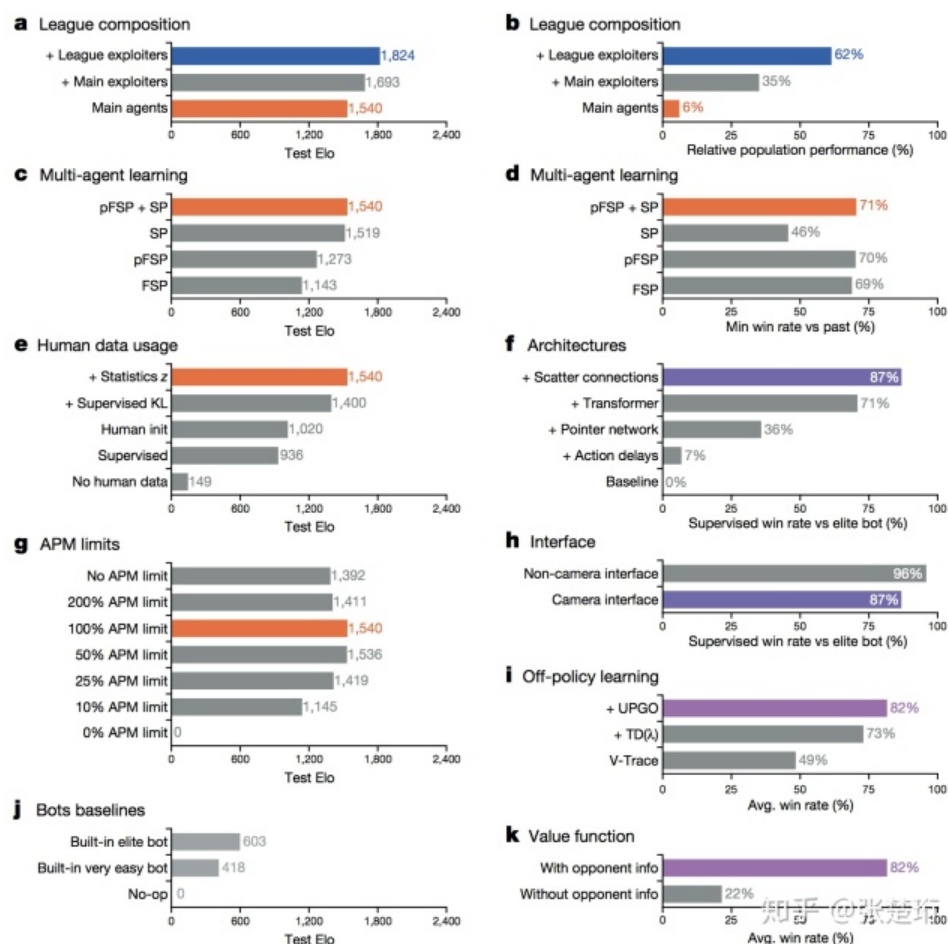 a League composition
+ League exploiters 1,824
+ Main exploiters 1,693
Main agents 1,540
0 600 1,200 1,800 2,400
Test Elo
b League composition
+ League exploiters 62%
+ Main exploiters 35%
Main agents 6%
0 25 50 75 100
Relative population performance (%)
c Multi-agent learning
pFSP + SP 1,540
SP 1,519
pFSP 1,273
FSP 1,143
0 600 1,200 1,800 2,400
Test Elo
d Multi-agent learning
pFSP + SP 71%
SP 46%
pFSP 70%
FSP 69%
0 25 50 75 100
Min win rate vs past (%)
e Human data usage
+ Statistics z 1,540
+ Supervised KL 1,400
Human init 1,020
Supervised 936
No human data 149
0 600 1,200 1,800 2,400
Test Elo
f Architectures
+ Scatter connections 87%
+ Transformer 71%
+ Pointer network 36%
+ Action delays 7%
Baseline 0%
0 25 50 75 100
Supervised win rate vs elite bot (%)
g APM limits
No APM limit 1,392
200% APM limit 1,411
100% APM limit 1,540
50% APM limit 1,536
25% APM limit 1,419
10% APM limit 1,145
0% APM limit 0
0 600 1,200 1,800 2,400
Test Elo
h Interface
Non-camera interface 96%
Camera interface 87%
0 25 50 75 100
Supervised win rate vs elite bot (%)
i Off-policy learning
+ UPGO 82%
+ TD(λ) 73%
V-Trace 49%
0 25 50 75 100
Avg. win rate (%)
j Bots baselines
Built-in elite bot 603
Built-in very easy bot 418
No-op 0
0 600 1,200 1,800 2,400
Test Elo
k Value function
With opponent info 82%
Without opponent info 22%
0 25 50 75 100
Avg. win rate (%)
知乎 @张楚珩